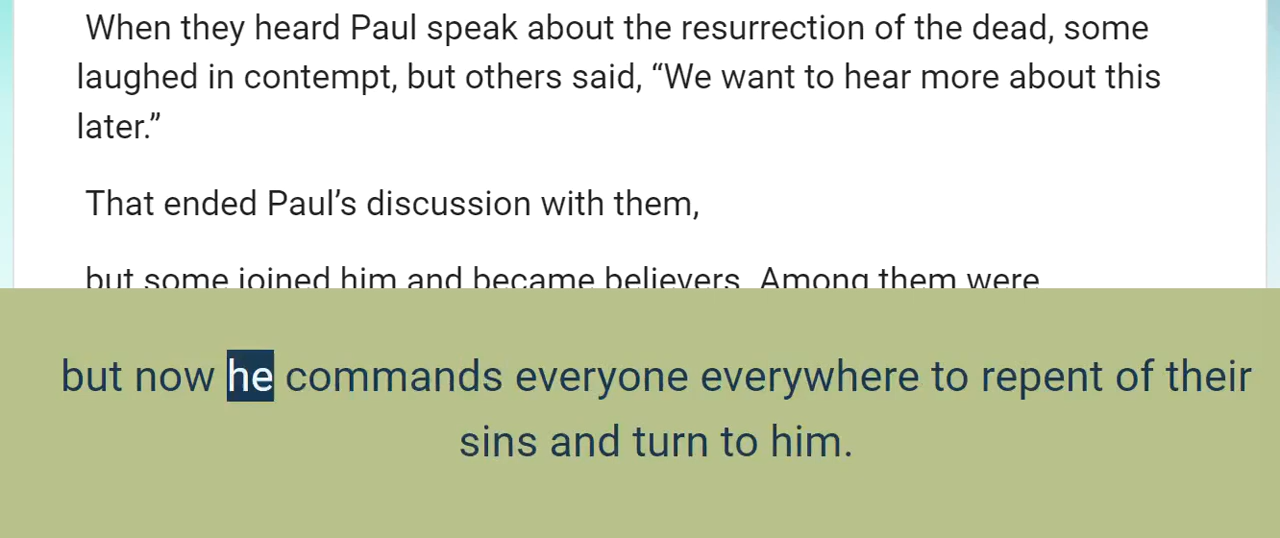 When they heard Paul speak about the resurrection of the dead, some
laughed in contempt, but others said, “We want to hear more about this
later.”
That ended Paul’s discussion with them,
but some joined him and became believers. Among them were
but now he commands everyone everywhere to repent of their
sins and turn to him.